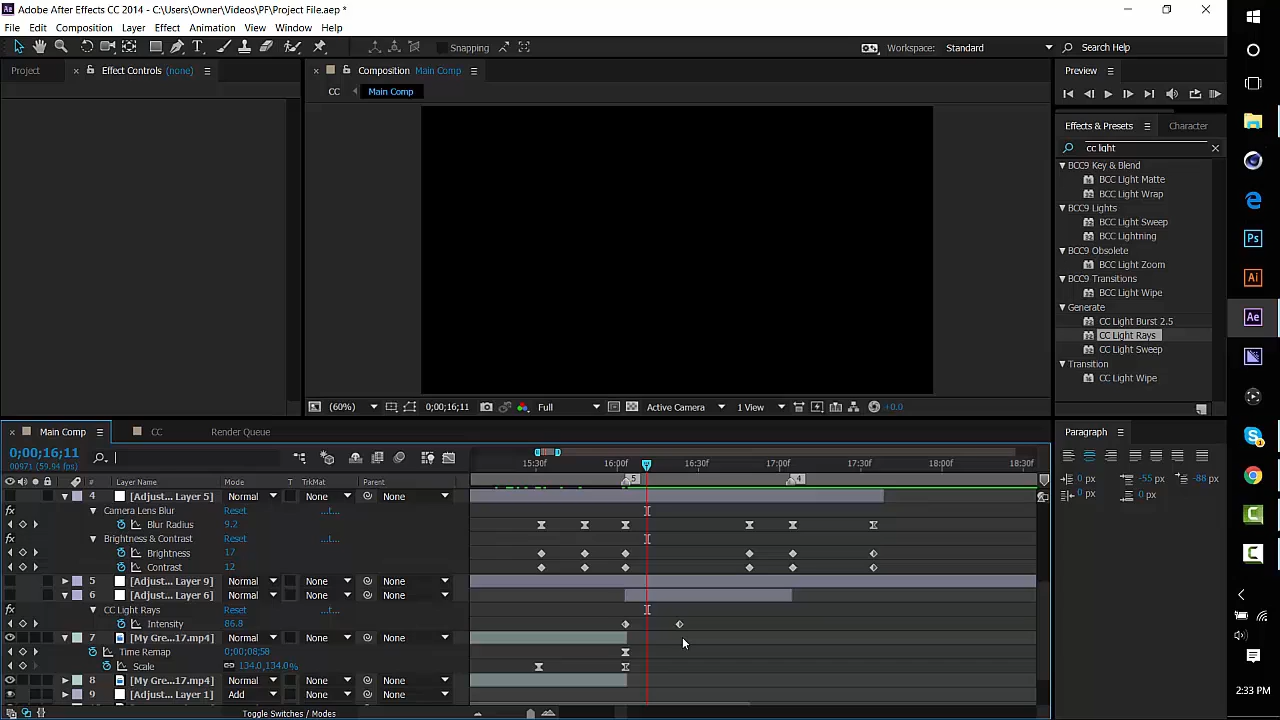 Adobe After Effects CC 2014 - C:\Users\Owner\Videos\PF\Project File.aep *
File Edit Composition Layer Effect Animation View Window Help
Snapping
Workspace: Standard
Search Help
Project
Effect Controls (none)
Composition Main Comp
CC Main Comp
Preview
Effects & Presets Character
cc light
BCC9 Key & Blend
BCC Light Matte
BCC Light Wrap
BCC9 Lights
BCC Light Sweep
BCC Lightning
BCC9 Obsolete
BCC Light Zoom
BCC9 Transitions
BCC Light Wipe
Generate
CC Light Burst 2.5
CC Light Rays
CC Light Sweep
Transition
CC Light Wipe
(60%) 0;00;16;11 Full Active Camera 1 View +0.0
Main Comp CC Render Queue
Paragraph
0 px -55 px -88 px
0 px 0 px
0;00;16;11
00971 (59.94 fps)
15:30f 16:00f 16:30f 17:00f 17:30f 18:00f 18:30f
# Layer Name Mode T TrkMat Parent
5 4
4 [Adjust... Layer 5] Normal None None
Camera Lens Blur Reset ...t...
Blur Radius 9.2
Brightness & Contrast Reset ...t...
Brightness 17
Contrast 12
5 [Adjust... Layer 9] Normal None None
6 [Adjust... Layer 6] Normal None None
CC Light Rays Reset ...t...
Intensity 86.8
7 [My Gre...17.mp4] Normal None None
Time Remap 0;00;08;58
Scale 134.0,134.0%
8 [My Gre...17.mp4] Normal None None
9 [Adjust... Layer 1] Add None None
Toggle Switches / Modes
Ps
Ai
Ae
2:33 PM